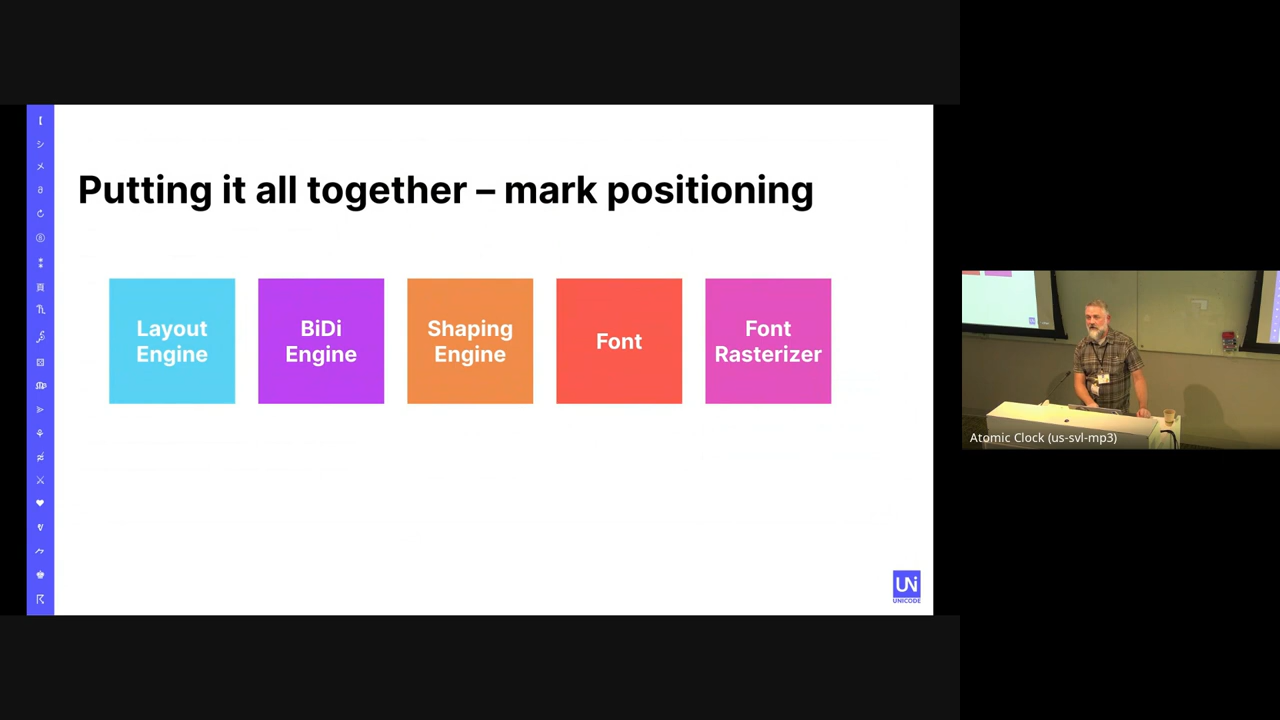 Putting it all together – mark positioning
Layout
Engine
BiDi
Engine
Shaping
Engine
Font
Font
Rasterizer
UNi
UNICODE
Atomic Clock (us-svl-mp3)